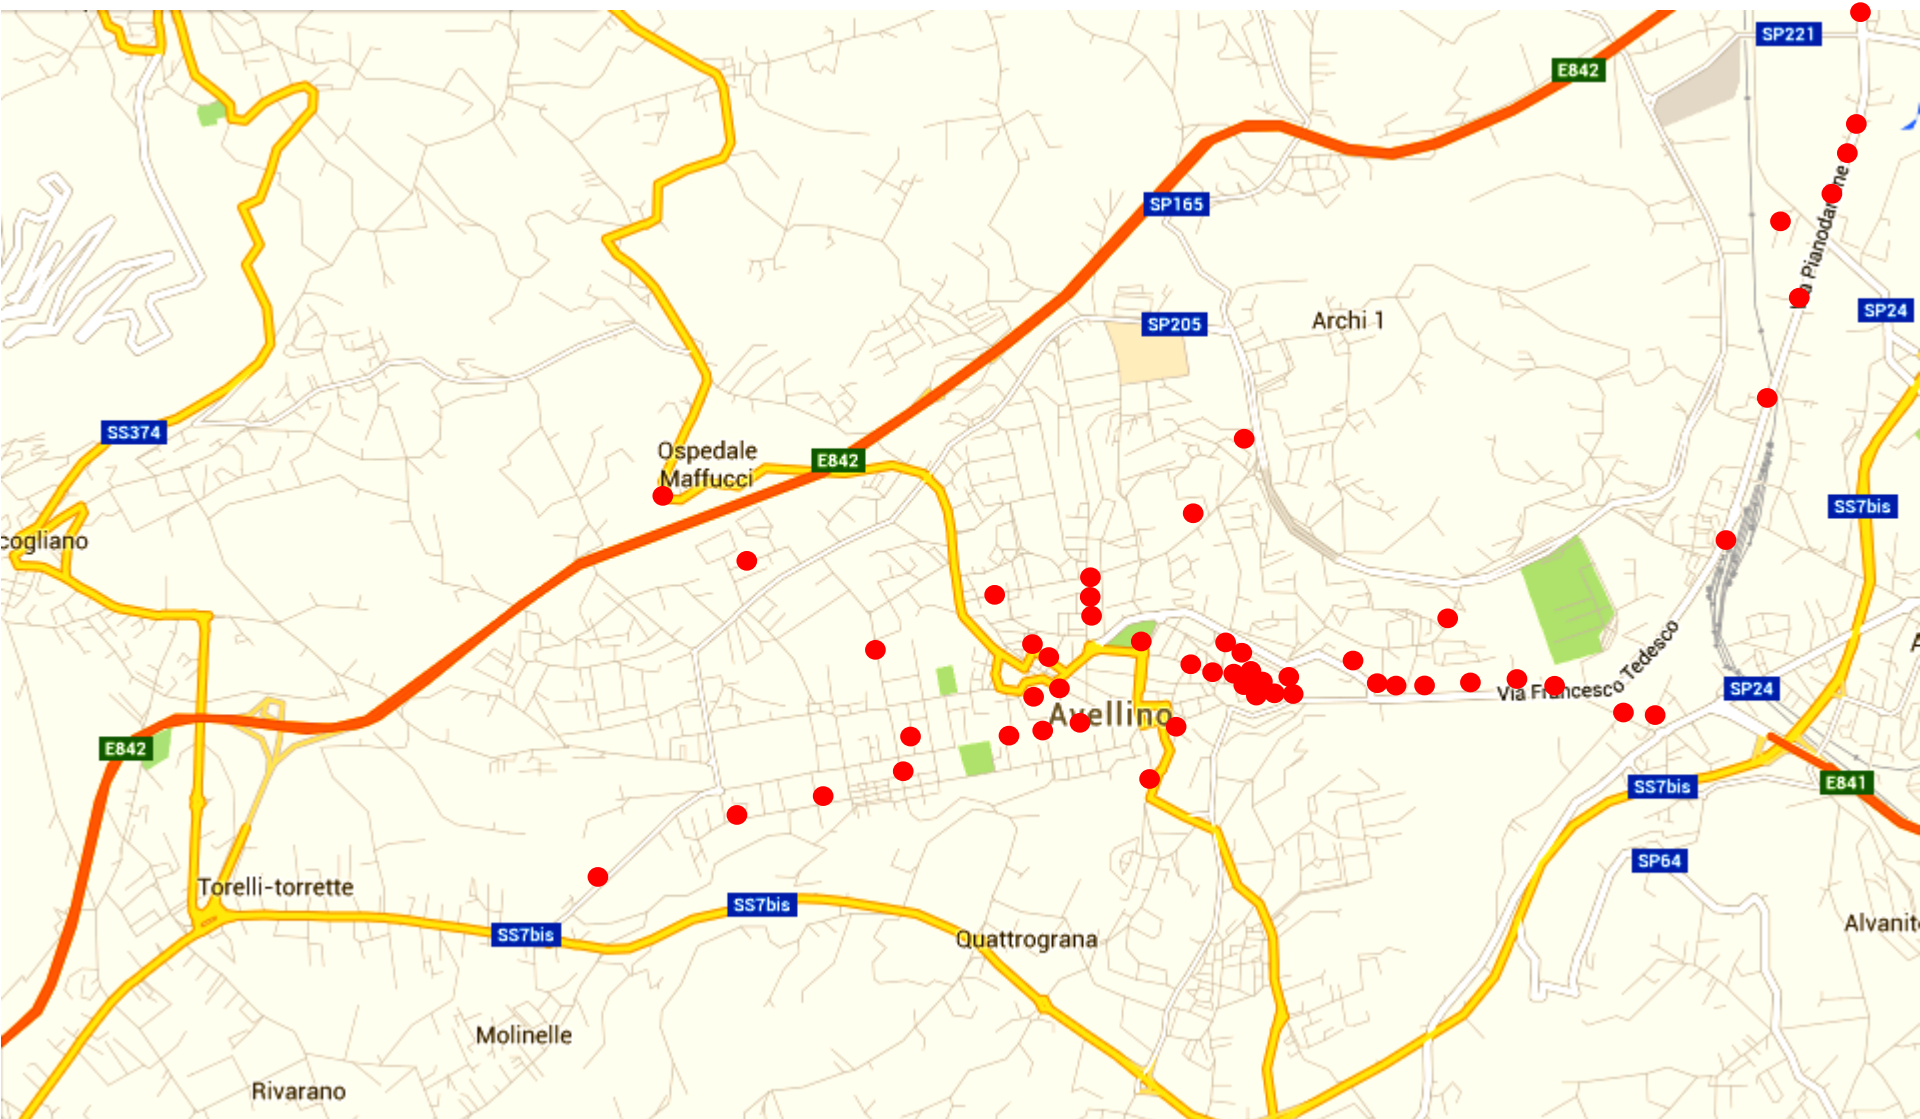 SP221
E842
SP165
SP205
Archi 1
SP24
SS374
Ospedale
Maffucci
E842
SS7bis
cogliano
Via Francesco Tedesco
SP24
Avellino
E842
SS7bis
E841
SP64
Torelli-torrette
SS7bis
SS7bis
Quattrograna
Alvanit
Molinelle
Rivarano